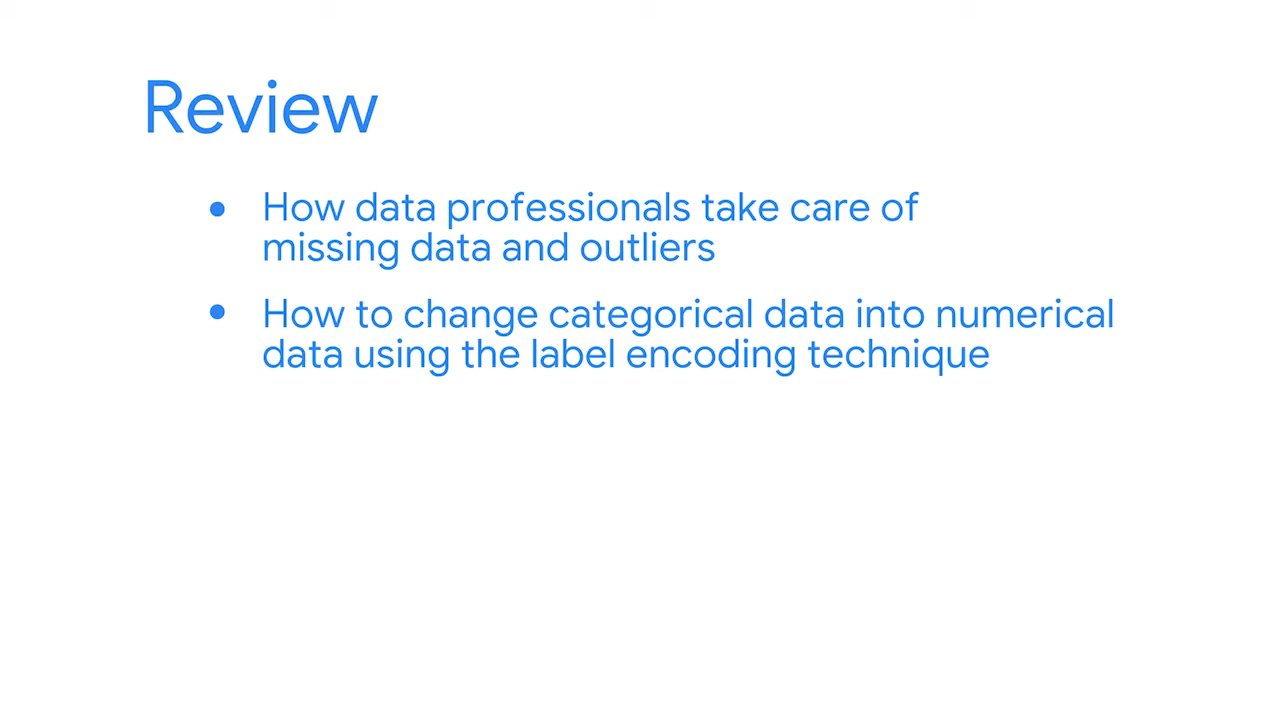 Review
• How data professionals take care of
missing data and outliers
• How to change categorical data into numerical
data using the label encoding technique